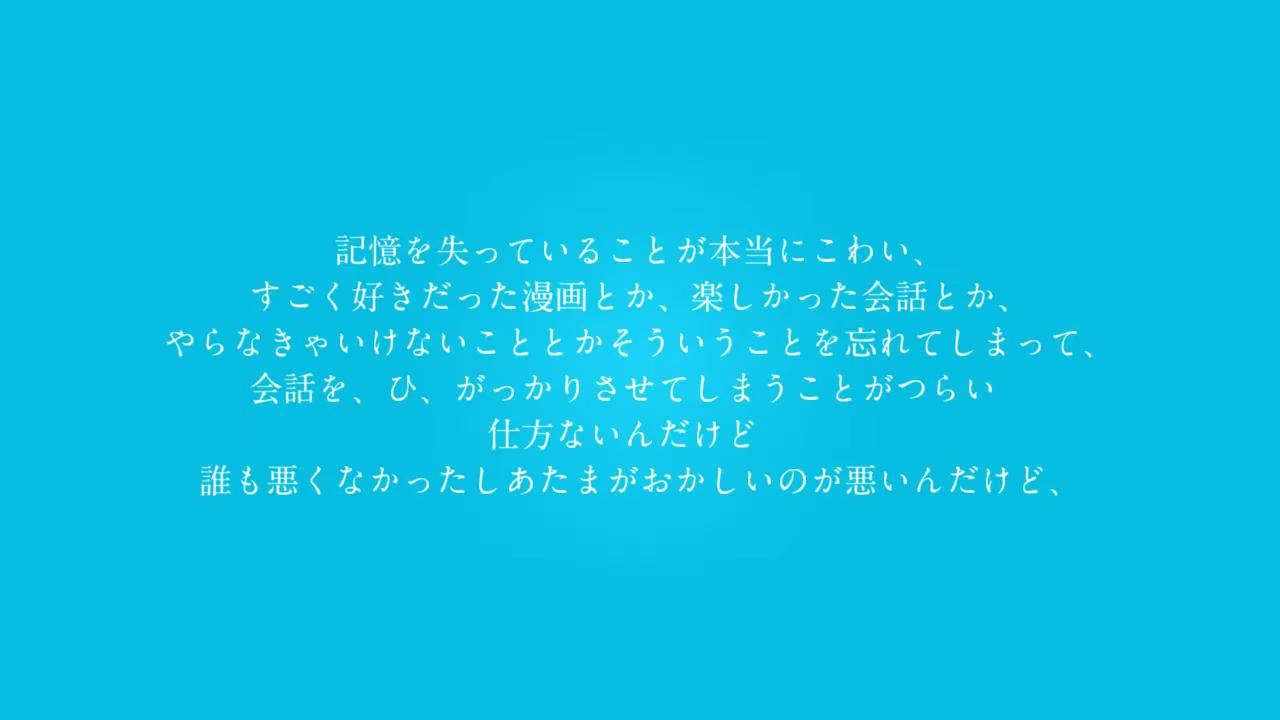 記憶を失っていることが本当にこわい、
すごく好きだった漫画とか、楽しかった会話とか、
やらなきゃいけないこととかそういうことを忘れてしまって、
会話を、ひ、がっかりさせてしまうことがつらい
仕方ないんだけど
誰も悪くなかったしあたまがおかしいのが悪いんだけど、